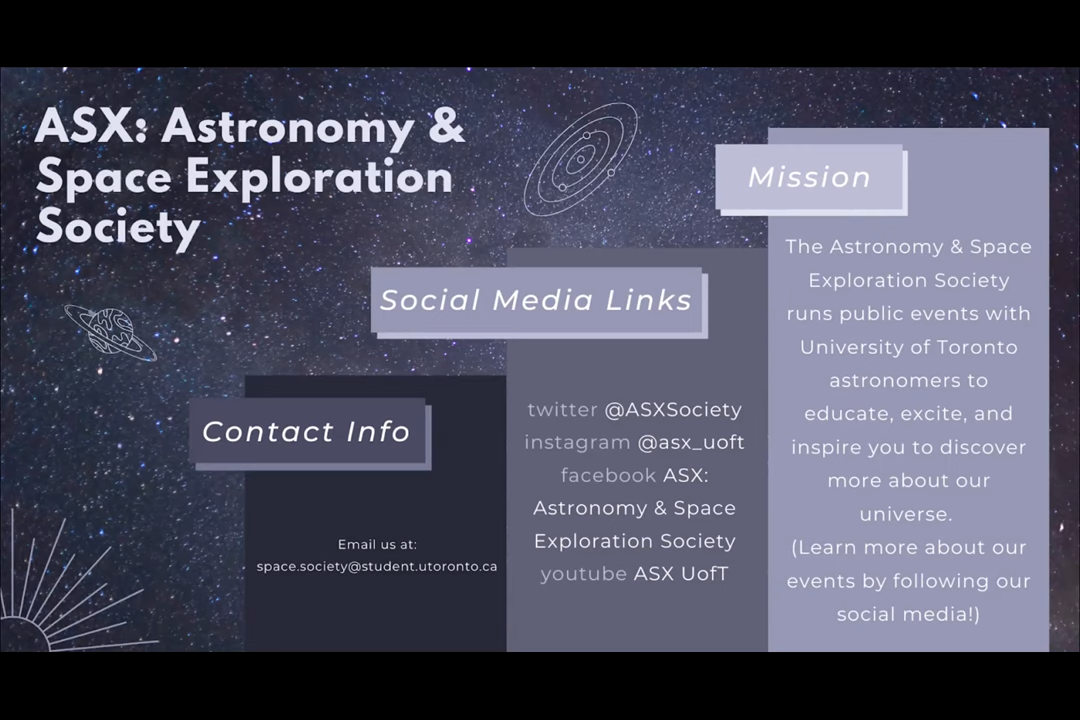 ASX: Astronomy &
Space Exploration
Society
Contact Info
Email us at:
space.society@student.utoronto.ca
Social Media Links
twitter @ASXSociety
instagram @asx_uoft
facebook ASX:
Astronomy & Space
Exploration Society
youtube ASX UofT
Mission
The Astronomy & Space
Exploration Society
runs public events with
University of Toronto
astronomers to
educate, excite, and
inspire you to discover
more about our
universe.
(Learn more about our
events by following our
social media!)